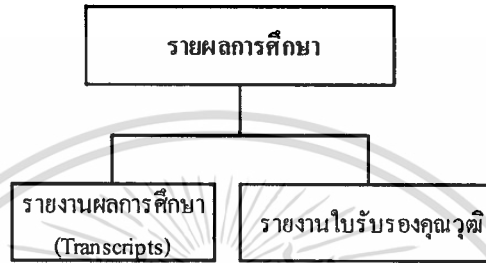 รายผลการศึกษา
รายงานผลการศึกษา
(Transcripts)
รายงานใบรับรองคุณวุฒิ